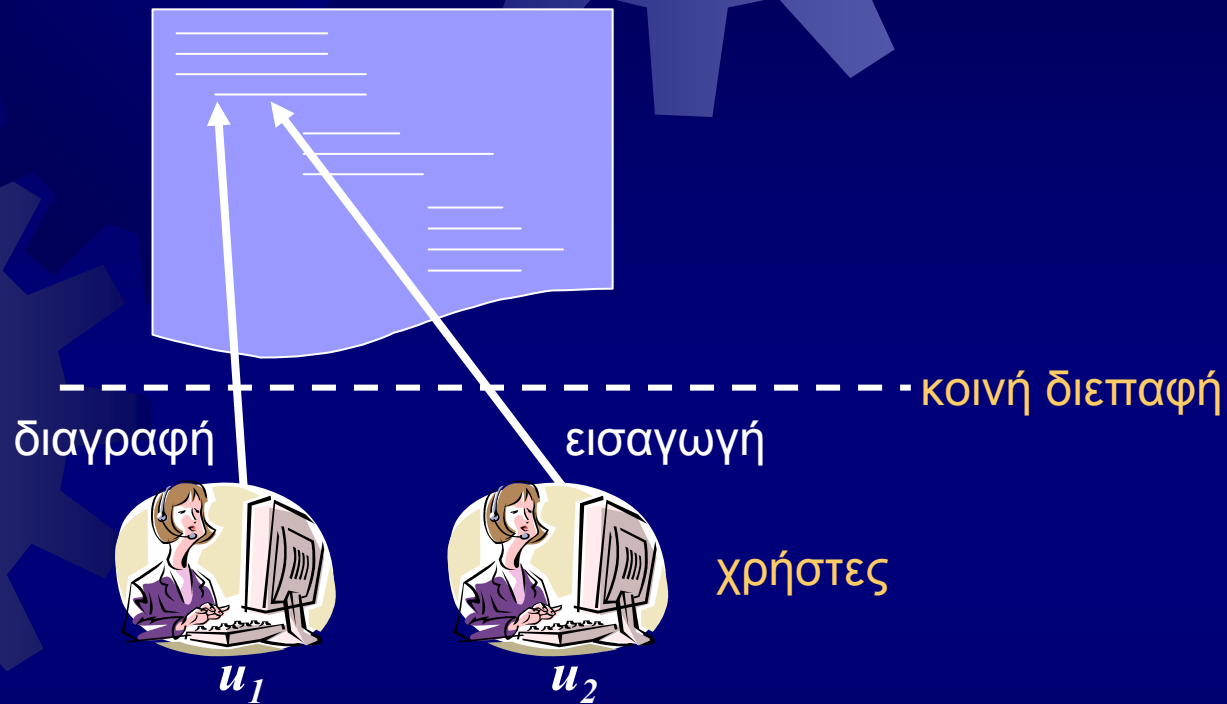 κοινή διεπαφή
διαγραφή
εισαγωγή
χρήστες
u₁
u₂